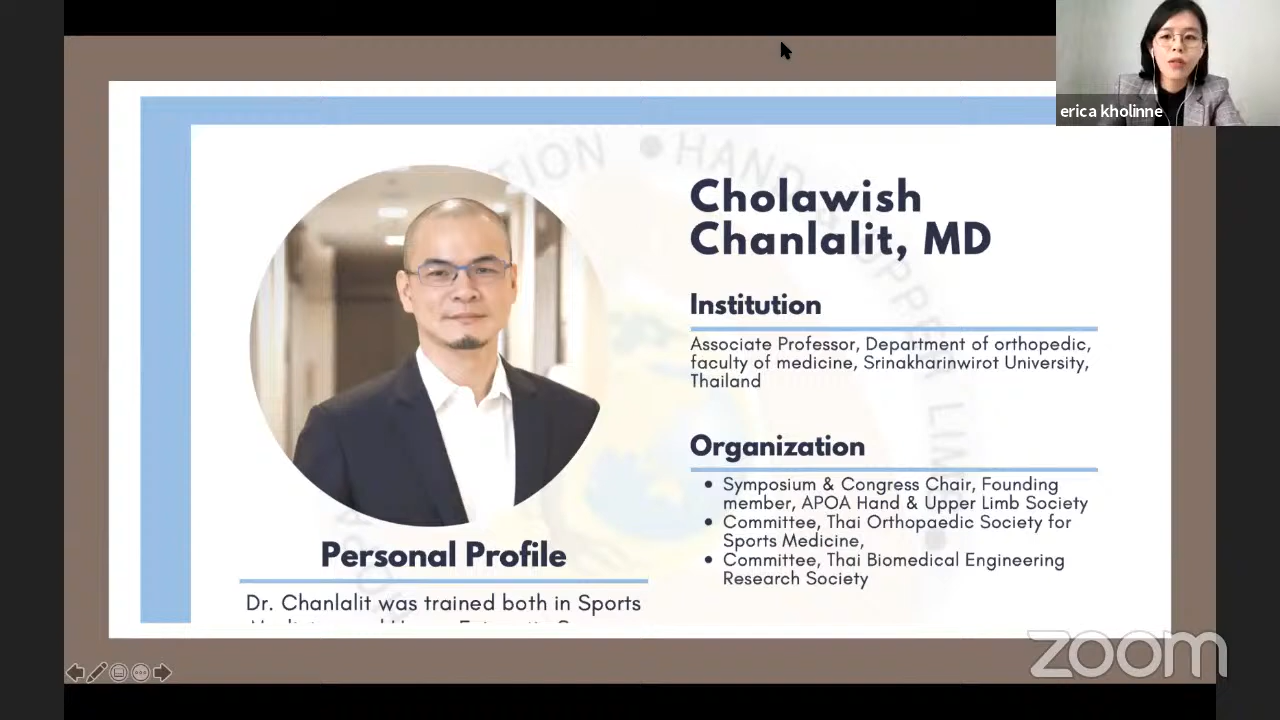 erica kholinne
Cholawish
Chanlalit, MD
Institution
Associate Professor, Department of orthopedic,
faculty of medicine, Srinakharinwirot University,
Thailand
Organization
• Symposium & Congress Chair, Founding
member, APOA Hand & Upper Limb Society
• Committee, Thai Orthopaedic Society for
Sports Medicine,
• Committee, Thai Biomedical Engineering
Research Society
Personal Profile
Dr. Chanlalit was trained both in Sports
zoom